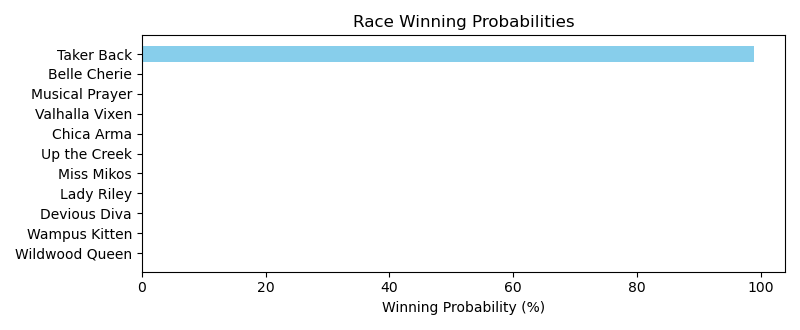 Race Winning Probabilities
Taker Back
Belle Cherie
Musical Prayer
Valhalla Vixen
Chica Arma
Up the Creek
Miss Mikos
Lady Riley
Devious Diva
Wampus Kitten
Wildwood Queen
0 20 40 60 80 100
Winning Probability (%)